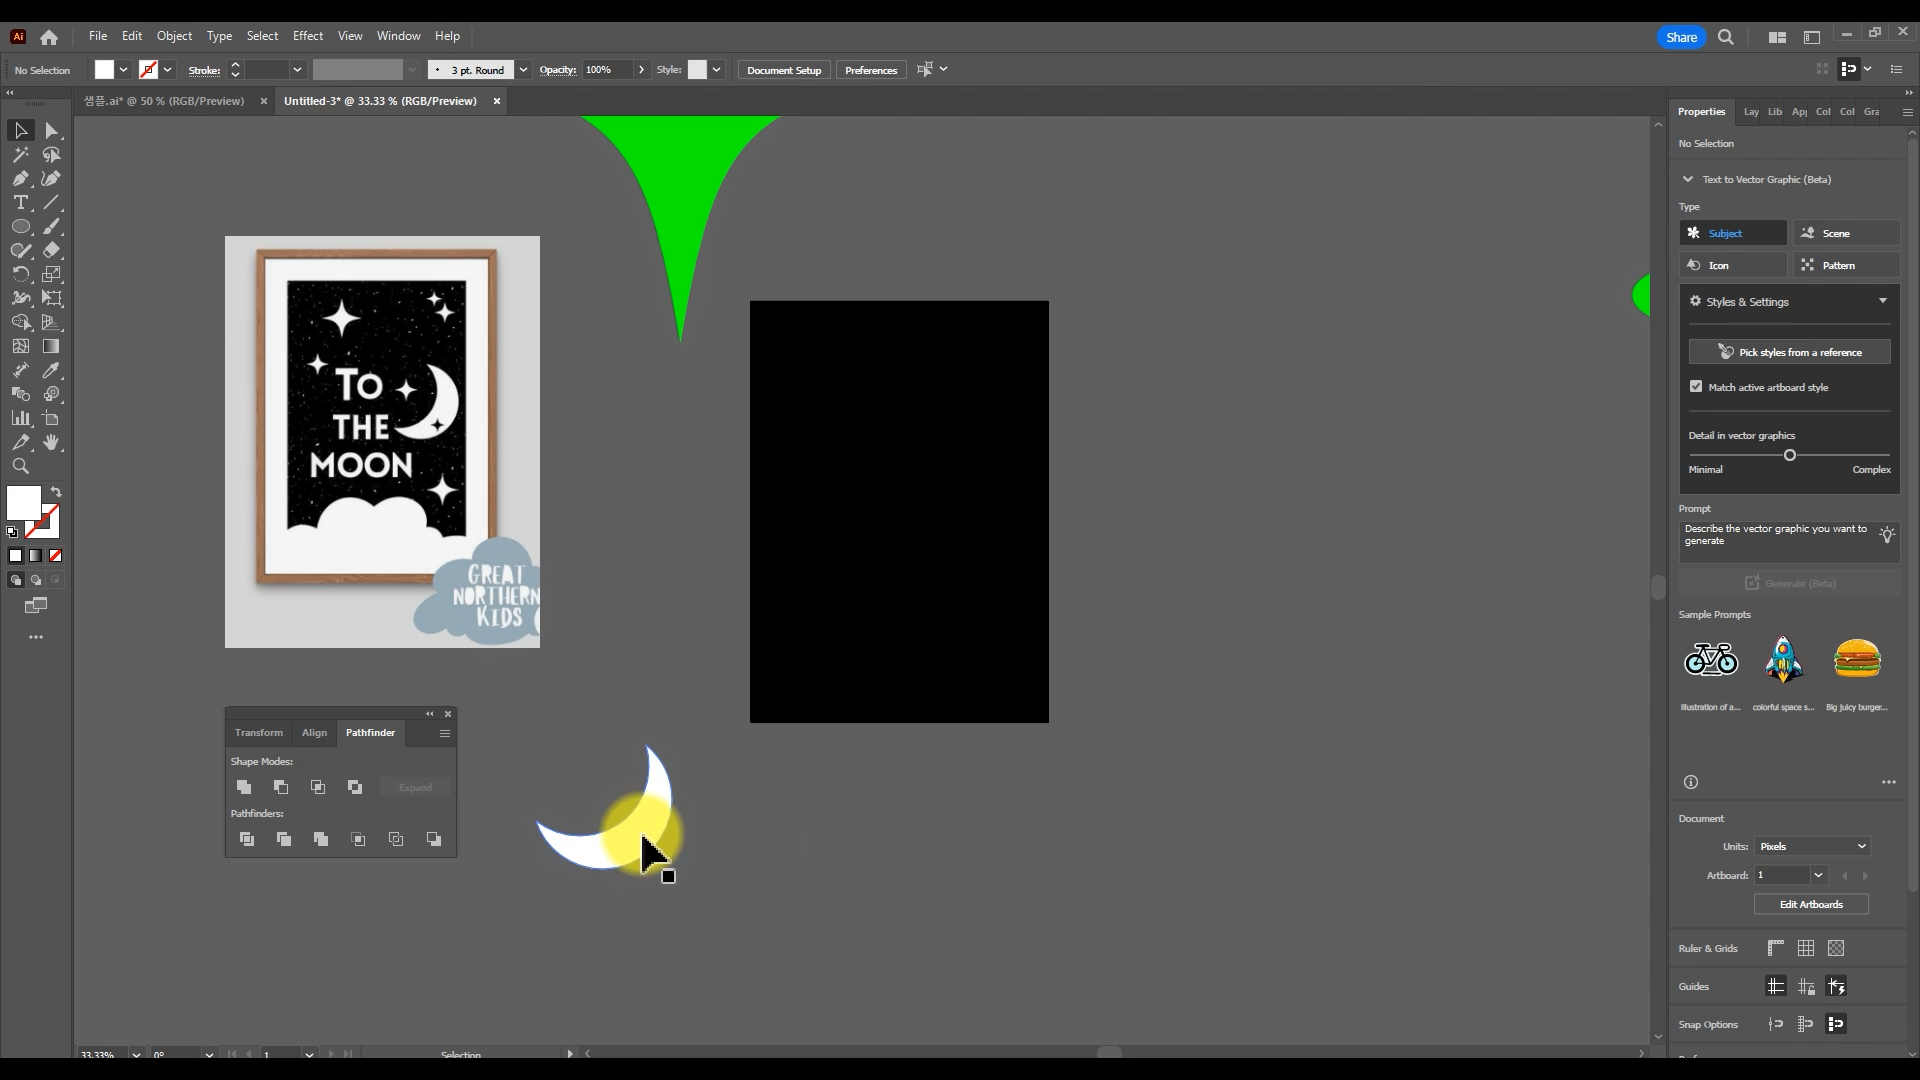 Ai File Edit Object Type Select Effect View Window Help Share
No Selection Stroke: 3 pt. Round Opacity: 100% Style: Document Setup Preferences
샘플.ai* @ 50 % (RGB/Preview) × Untitled-3* @ 33.33 % (RGB/Preview) ×
Properties Lay Lib Ap Col Col Gra
No Selection
Text to Vector Graphic (Beta)
Type
Subject Scene
Icon Pattern
Styles & Settings
Pick styles from a reference
Match active artboard style
Detail in vector graphics
Minimal Complex
Prompt
Describe the vector graphic you want to
generate
Generate (Beta)
Sample Prompts
Illustration of a... colorful space s... Big juicy burger...
Document
Units: Pixels
Artboard: 1
Edit Artboards
Ruler & Grids
Guides
Snap Options
TO
THE
MOON
GREAT
NORTHERN
KIDS
Transform Align Pathfinder
Shape Modes:
Expand
Pathfinders:
33.33% 0° 1 Selection